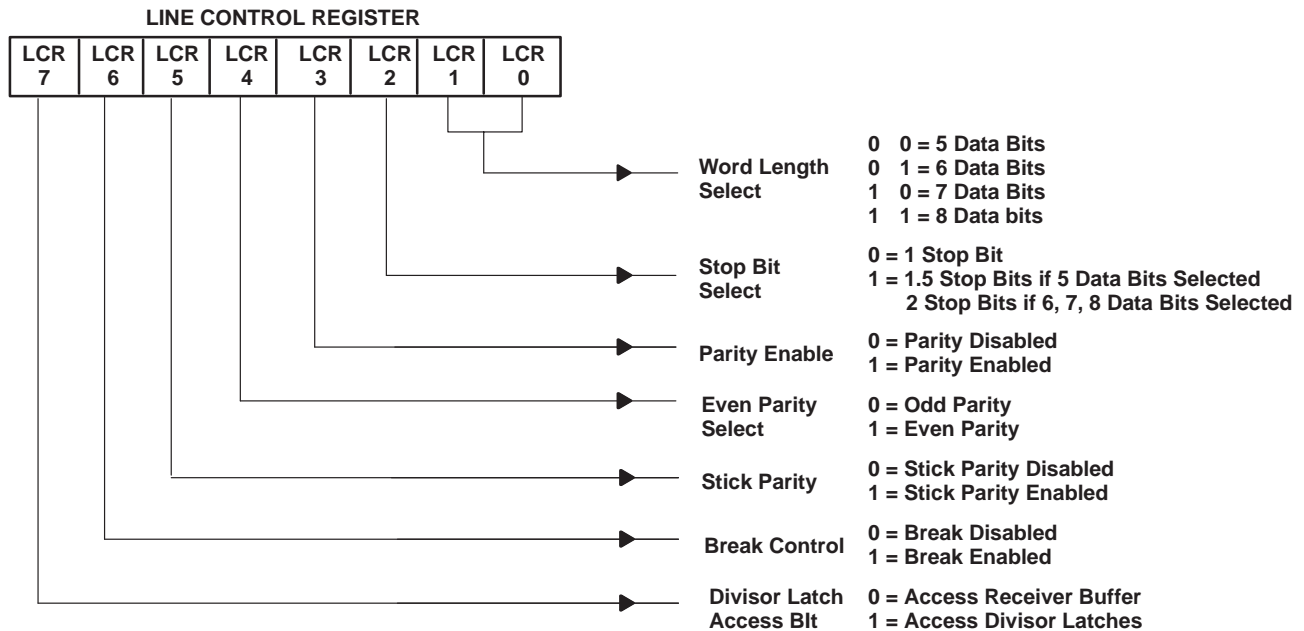 LINE CONTROL REGISTER
LCR LCR LCR LCR LCR LCR LCR LCR
7 6 5 4 3 2 1 0
Word Length
Select
0 0 = 5 Data Bits
0 1 = 6 Data Bits
1 0 = 7 Data Bits
1 1 = 8 Data bits
Stop Bit
Select
0 = 1 Stop Bit
1 = 1.5 Stop Bits if 5 Data Bits Selected
2 Stop Bits if 6, 7, 8 Data Bits Selected
Parity Enable
0 = Parity Disabled
1 = Parity Enabled
Even Parity
Select
0 = Odd Parity
1 = Even Parity
Stick Parity
0 = Stick Parity Disabled
1 = Stick Parity Enabled
Break Control
0 = Break Disabled
1 = Break Enabled
Divisor Latch
Access BIt
0 = Access Receiver Buffer
1 = Access Divisor Latches